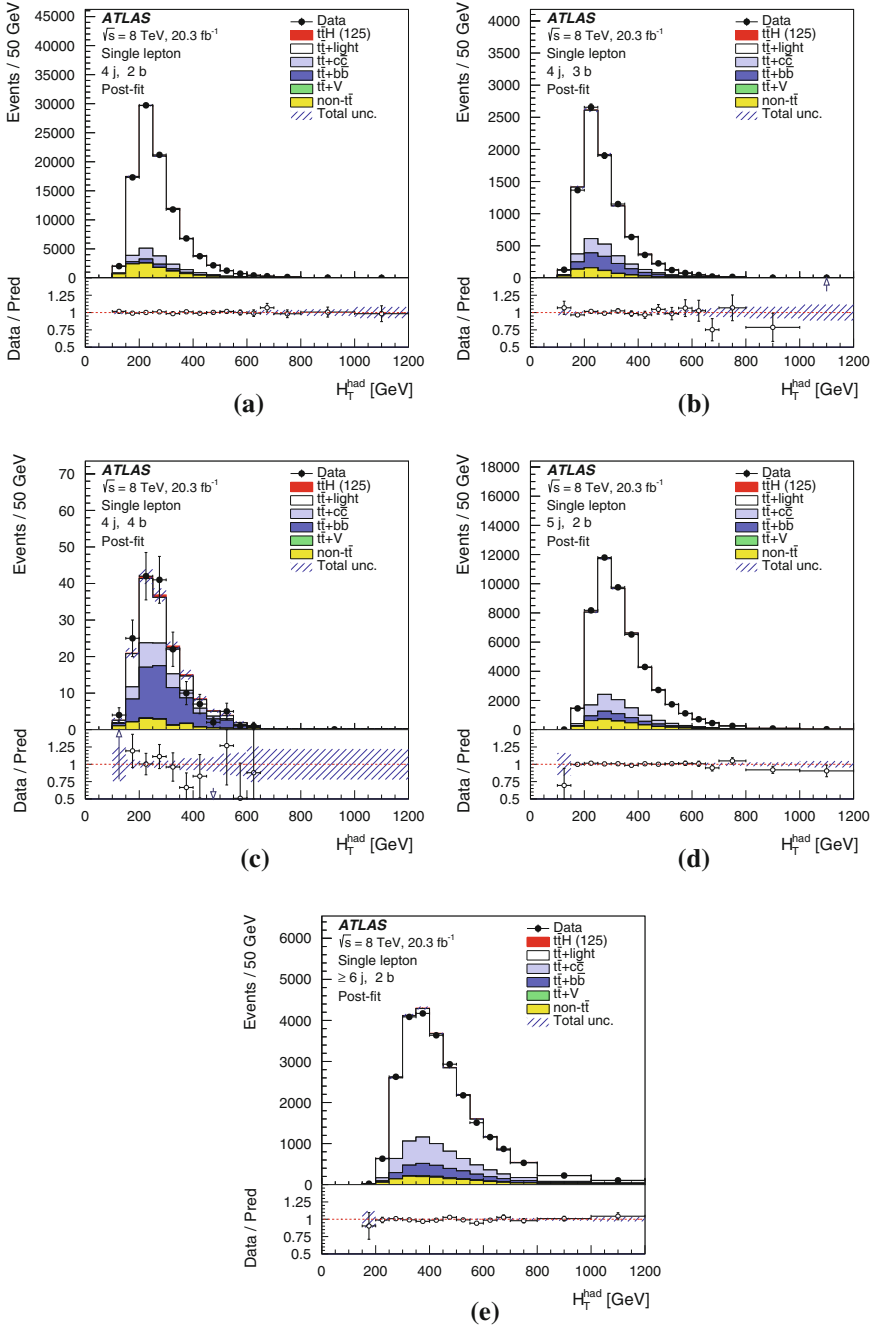 ATLAS
√s = 8 TeV, 20.3 fb⁻¹
Single lepton
4 j, 2 b
Post-fit
Data
tt̄H (125)
tt̄+light
tt̄+cc̄
tt̄+bb̄
tt̄+V
non-tt̄
Total unc.
Events / 50 GeV
45000
40000
35000
30000
25000
20000
15000
10000
5000
0
Data / Pred
1.25
1
0.75
0.5
0 200 400 600 800 1000 1200
H_T^had [GeV]
(a)
ATLAS
√s = 8 TeV, 20.3 fb⁻¹
Single lepton
4 j, 3 b
Post-fit
Data
tt̄H (125)
tt̄+light
tt̄+cc̄
tt̄+bb̄
tt̄+V
non-tt̄
Total unc.
Events / 50 GeV
4000
3500
3000
2500
2000
1500
1000
500
0
Data / Pred
1.25
1
0.75
0.5
0 200 400 600 800 1000 1200
H_T^had [GeV]
(b)
ATLAS
√s = 8 TeV, 20.3 fb⁻¹
Single lepton
4 j, 4 b
Post-fit
Data
tt̄H (125)
tt̄+light
tt̄+cc̄
tt̄+bb̄
tt̄+V
non-tt̄
Total unc.
Events / 50 GeV
70
60
50
40
30
20
10
0
Data / Pred
1.25
1
0.75
0.5
0 200 400 600 800 1000 1200
H_T^had [GeV]
(c)
ATLAS
√s = 8 TeV, 20.3 fb⁻¹
Single lepton
5 j, 2 b
Post-fit
Data
tt̄H (125)
tt̄+light
tt̄+cc̄
tt̄+bb̄
tt̄+V
non-tt̄
Total unc.
Events / 50 GeV
18000
16000
14000
12000
10000
8000
6000
4000
2000
0
Data / Pred
1.25
1
0.75
0.5
0 200 400 600 800 1000 1200
H_T^had [GeV]
(d)
ATLAS
√s = 8 TeV, 20.3 fb⁻¹
Single lepton
≥ 6 j, 2 b
Post-fit
Data
tt̄H (125)
tt̄+light
tt̄+cc̄
tt̄+bb̄
tt̄+V
non-tt̄
Total unc.
Events / 50 GeV
6000
5000
4000
3000
2000
1000
0
Data / Pred
1.25
1
0.75
0.5
0 200 400 600 800 1000 1200
H_T^had [GeV]
(e)